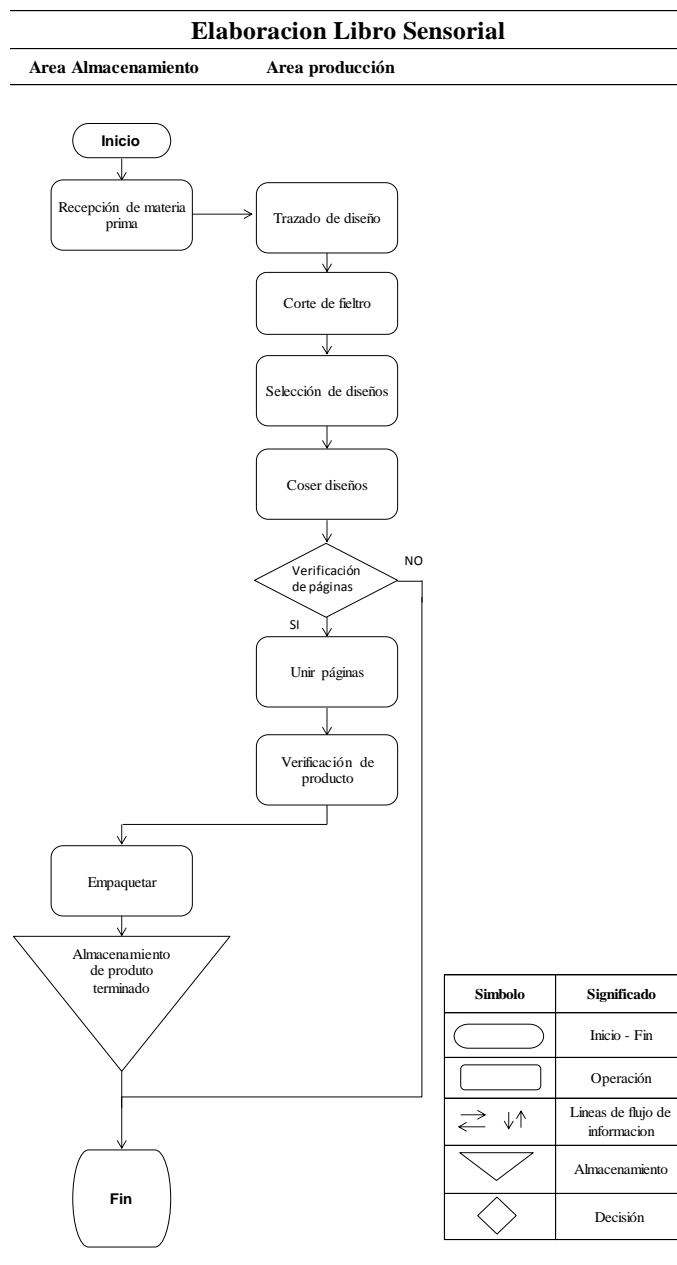 Elaboracion Libro Sensorial
Area Almacenamiento
Area producción
Inicio
Recepción de materia
prima
Trazado de diseño
Corte de fieltro
Selección de diseños
Coser diseños
Verificación
de páginas
NO
SI
Unir páginas
Verificación de
producto
Empaquetar
Almacenamiento
de produto
terminado
Fin
Simbolo
Significado
Inicio - Fin
Operación
Lineas de flujo de
informacion
Almacenamiento
Decisión